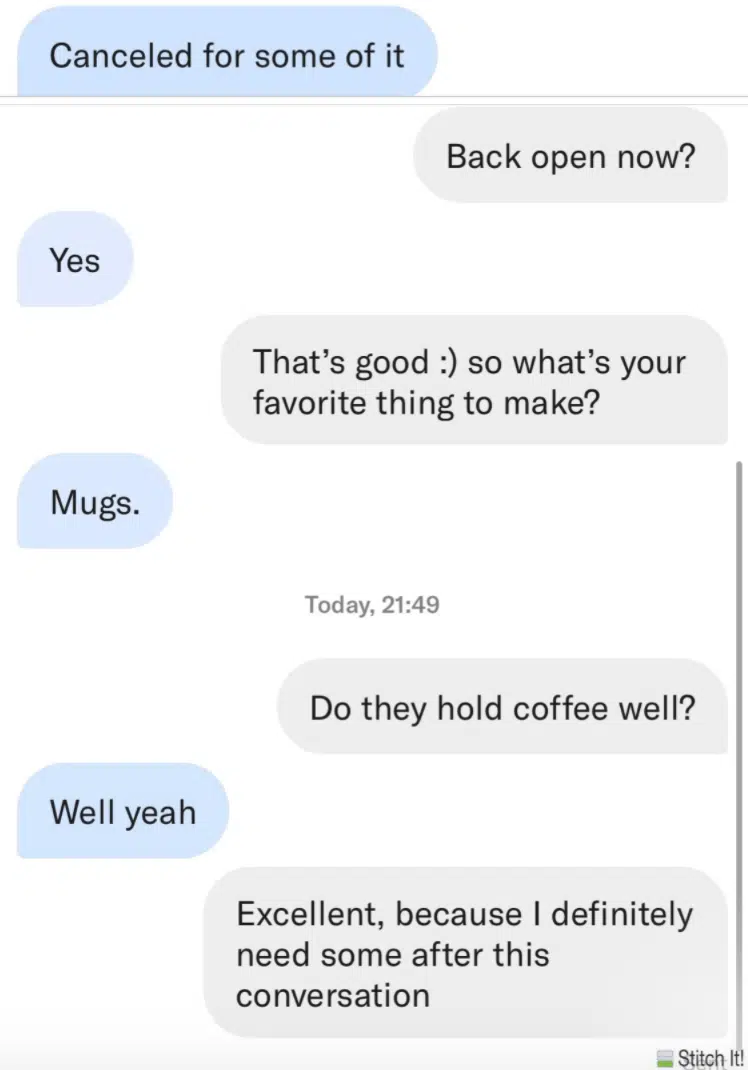 Canceled for some of it
Back open now?
Yes
That's good :) so what's your
favorite thing to make?
Mugs.
Today, 21:49
Do they hold coffee well?
Well yeah
Excellent, because I definitely
need some after this
conversation
Stitch It!